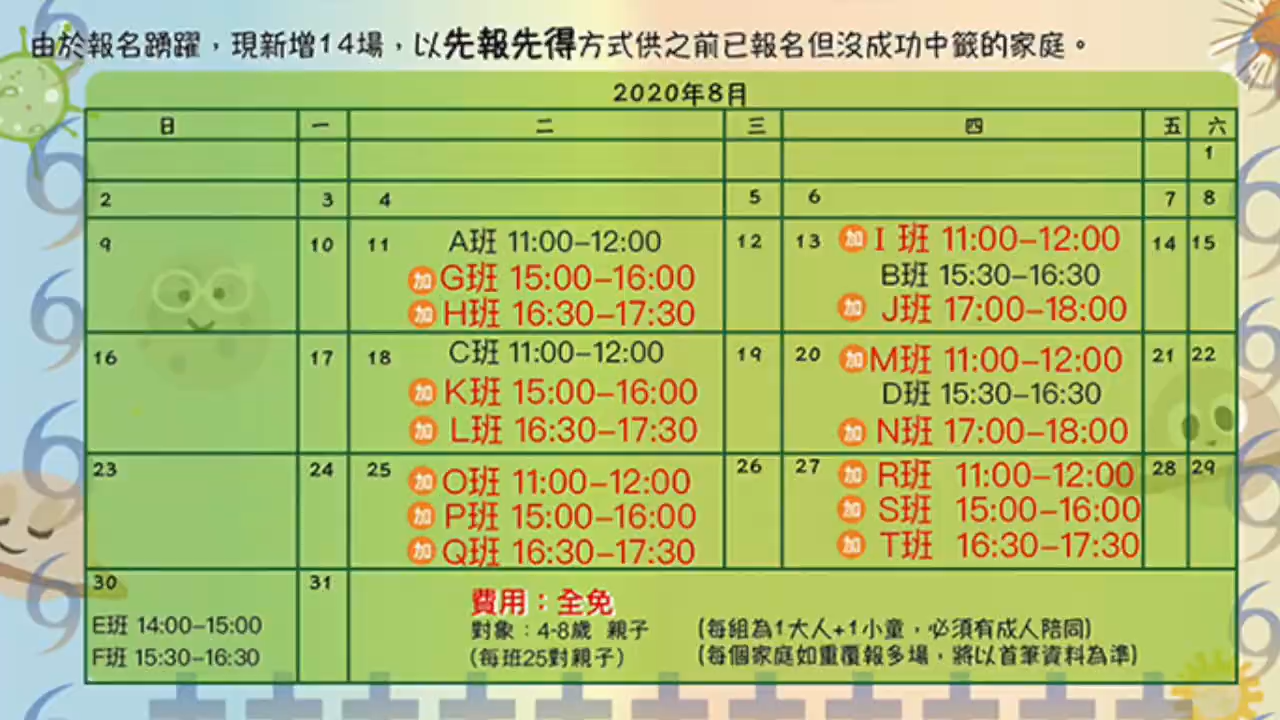 由於報名踴躍，現新增14場，以先報先得方式供之前已報名但沒成功中籤的家庭。
2020年8月
日 一 二 三 四 五 六
1
2 3 4 5 6 7 8
9 10 11 12 13 14 15
A班 11:00-12:00
加 G班 15:00-16:00
加 H班 16:30-17:30
加 I 班 11:00-12:00
B班 15:30-16:30
加 J班 17:00-18:00
16 17 18 19 20 21 22
C班 11:00-12:00
加 K班 15:00-16:00
加 L班 16:30-17:30
加 M班 11:00-12:00
D班 15:30-16:30
加 N班 17:00-18:00
23 24 25 26 27 28 29
加 O班 11:00-12:00
加 P班 15:00-16:00
加 Q班 16:30-17:30
加 R班 11:00-12:00
加 S班 15:00-16:00
加 T班 16:30-17:30
30 31
E班 14:00-15:00
F班 15:30-16:30
費用：全免
對象：4-8歲 親子 (每組為1大人+1小童，必須有成人陪同)
(每班25對親子) (每個家庭如重覆報多場，將以首筆資料為準)